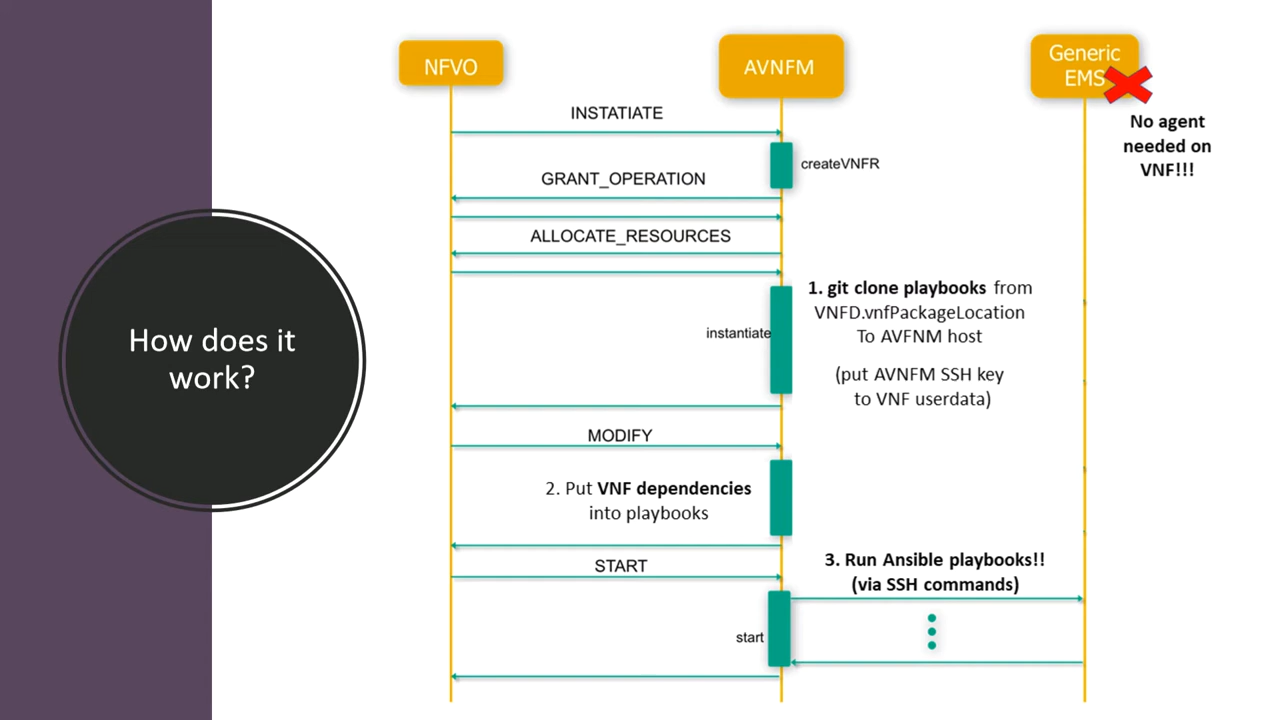 How does it
work?
NFVO
AVNFM
Generic
EMS
No agent
needed on
VNF!!!
INSTATIATE
createVNFR
GRANT_OPERATION
ALLOCATE_RESOURCES
1. git clone playbooks from
VNFD.vnfPackageLocation
To AVFNM host
instantiate
(put AVNFM SSH key
to VNF userdata)
MODIFY
2. Put VNF dependencies
into playbooks
START
3. Run Ansible playbooks!!
(via SSH commands)
start